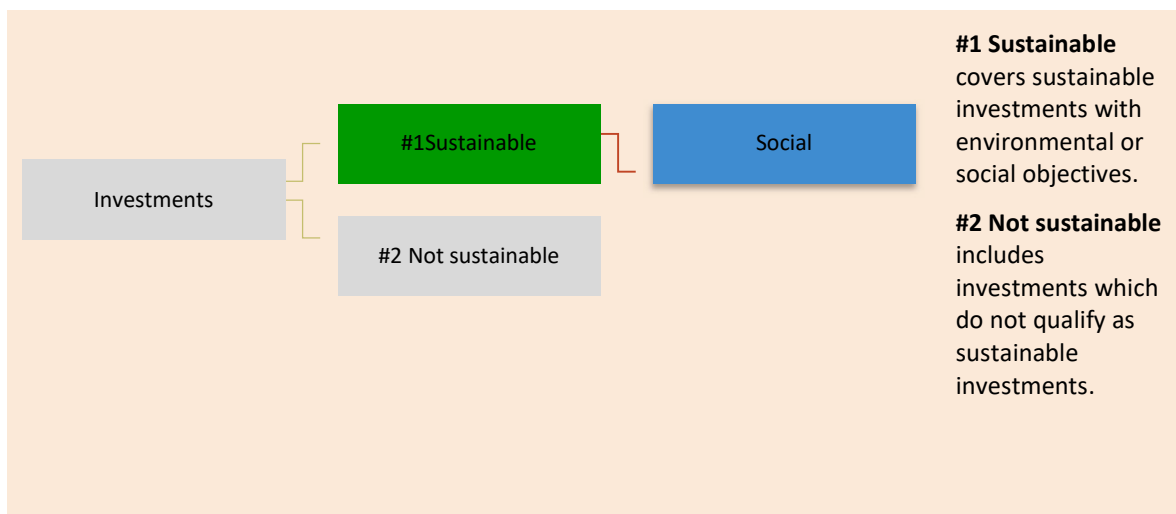 #1Sustainable
Social
Investments
#2 Not sustainable
#1 Sustainable
covers sustainable
investments with
environmental or
social objectives.
#2 Not sustainable
includes
investments which
do not qualify as
sustainable
investments.